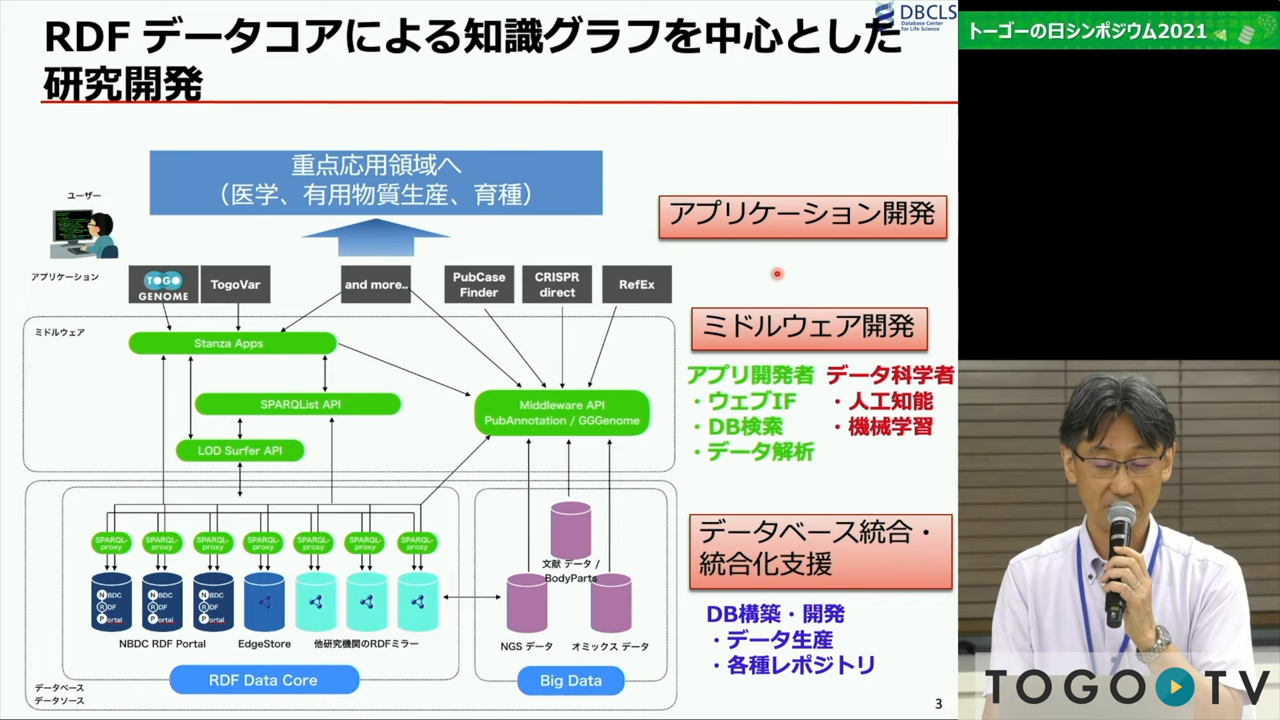 RDF データコアによる知識グラフを中心とした
研究開発
DBCLS
Database Center
for Life Science
トーゴーの日シンポジウム2021
重点応用領域へ
（医学、有用物質生産、育種）
ユーザー
アプリケーション
TOGO
GENOME
TogoVar
and more..
PubCase
Finder
CRISPR
direct
RefEx
アプリケーション開発
ミドルウェア
Stanza Apps
SPARQList API
LOD Surfer API
Middleware API
PubAnnotation / GGGenome
ミドルウェア開発
アプリ開発者
・ウェブIF
・DB検索
・データ解析
データ科学者
・人工知能
・機械学習
SPARQL-
proxy
SPARQL-
proxy
SPARQL-
proxy
SPARQL-
proxy
SPARQL-
proxy
SPARQL-
proxy
SPARQL-
proxy
NBDC
RDF
Portal
NBDC
RDF
Portal
NBDC
RDF
Portal
NBDC RDF Portal
EdgeStore
他研究機関のRDFミラー
文献 データ /
BodyParts
NGS データ
オミックス データ
RDF Data Core
Big Data
データベース
データソース
データベース統合・
統合化支援
DB構築・開発
・データ生産
・各種レポジトリ
3
TOGO TV